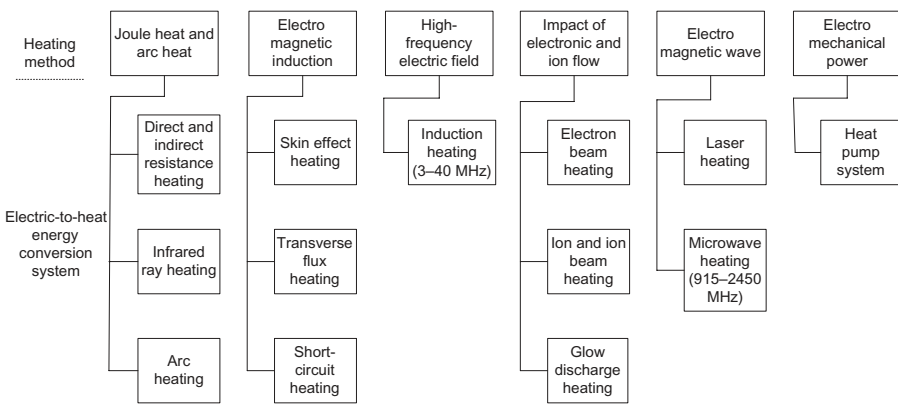 Heating
method
Joule heat and
arc heat
Electro
magnetic
induction
High-
frequency
electric field
Impact of
electronic and
ion flow
Electro
magnetic wave
Electro
mechanical
power
Electric-to-heat
energy
conversion
system
Direct and
indirect
resistance
heating
Skin effect
heating
Induction
heating
(3–40 MHz)
Electron
beam
heating
Laser
heating
Heat
pump
system
Infrared
ray heating
Transverse
flux
heating
Ion and ion
beam
heating
Microwave
heating
(915–2450
MHz)
Arc
heating
Short-
circuit
heating
Glow
discharge
heating